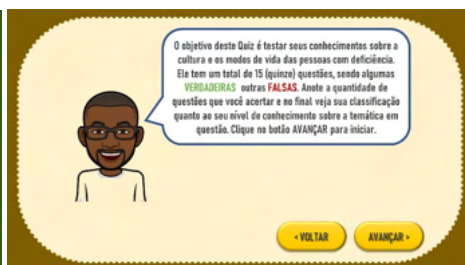 O objetivo deste Quiz é testar seus conhecimentos sobre a
cultura e os modos de vida das pessoas com deficiência.
Ele tem um total de 15 (quinze) questões, sendo algumas
VERDADEIRAS outras FALSAS. Anote a quantidade de
questões que você acertar e no final veja sua classificação
quanto ao seu nível de conhecimento sobre a temática em
questão. Clique no botão AVANÇAR para iniciar.
< VOLTAR
AVANÇAR >